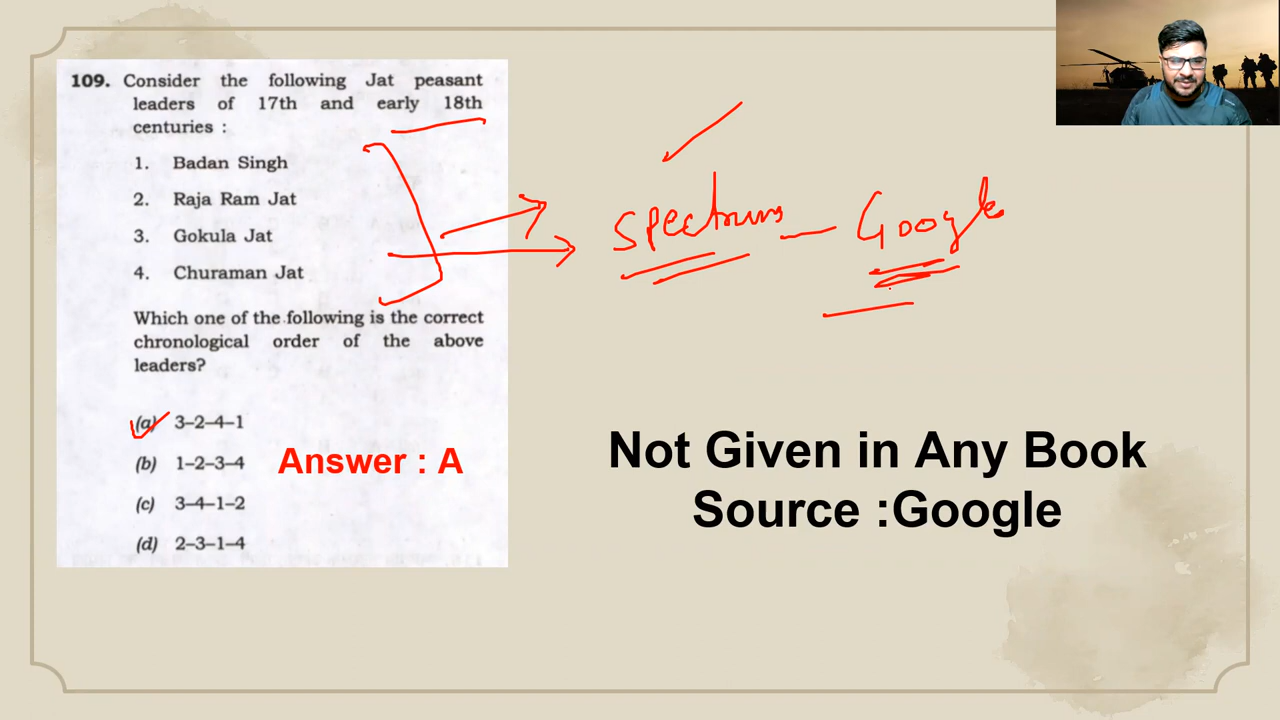 109. Consider the following Jat peasant
leaders of 17th and early 18th
centuries :
1. Badan Singh
2. Raja Ram Jat
3. Gokula Jat
4. Churaman Jat
Which one of the following is the correct
chronological order of the above
leaders?
(a) 3–2–4–1
(b) 1–2–3–4
(c) 3–4–1–2
(d) 2–3–1–4
Answer : A
Spectrum – Google
Not Given in Any Book
Source :Google